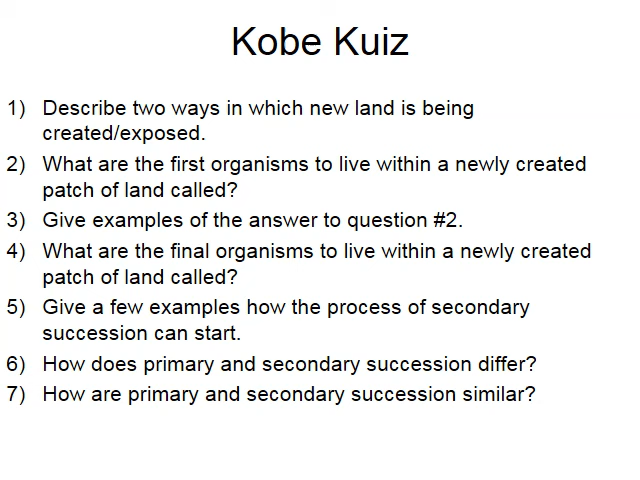 Kobe Kuiz
1) Describe two ways in which new land is being
created/exposed.
2) What are the first organisms to live within a newly created
patch of land called?
3) Give examples of the answer to question #2.
4) What are the final organisms to live within a newly created
patch of land called?
5) Give a few examples how the process of secondary
succession can start.
6) How does primary and secondary succession differ?
7) How are primary and secondary succession similar?